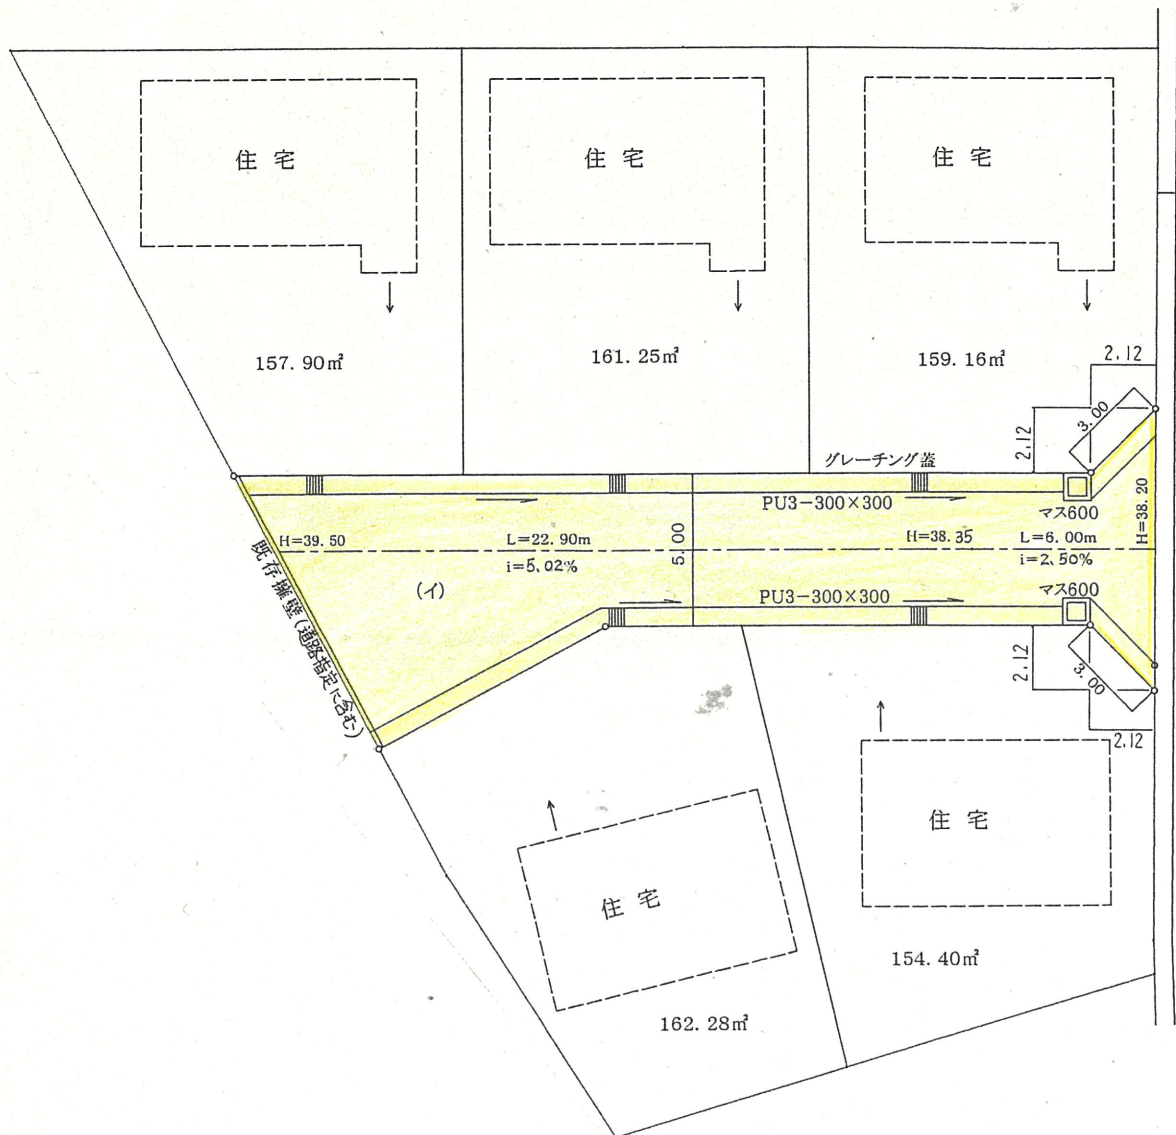 住宅
住宅
住宅
157.90㎡
161.25㎡
159.16㎡
2.12
3.00
2.12
グレーチング蓋
PU3-300×300
マス600
H=39.50
L=22.90m
i=5.02%
5.00
H=38.35
L=6.00m
i=2.50%
H=38.20
(イ)
既存擁壁(道路指定に含む)
PU3-300×300
マス600
2.12
3.00
2.12
住宅
住宅
154.40㎡
162.28㎡